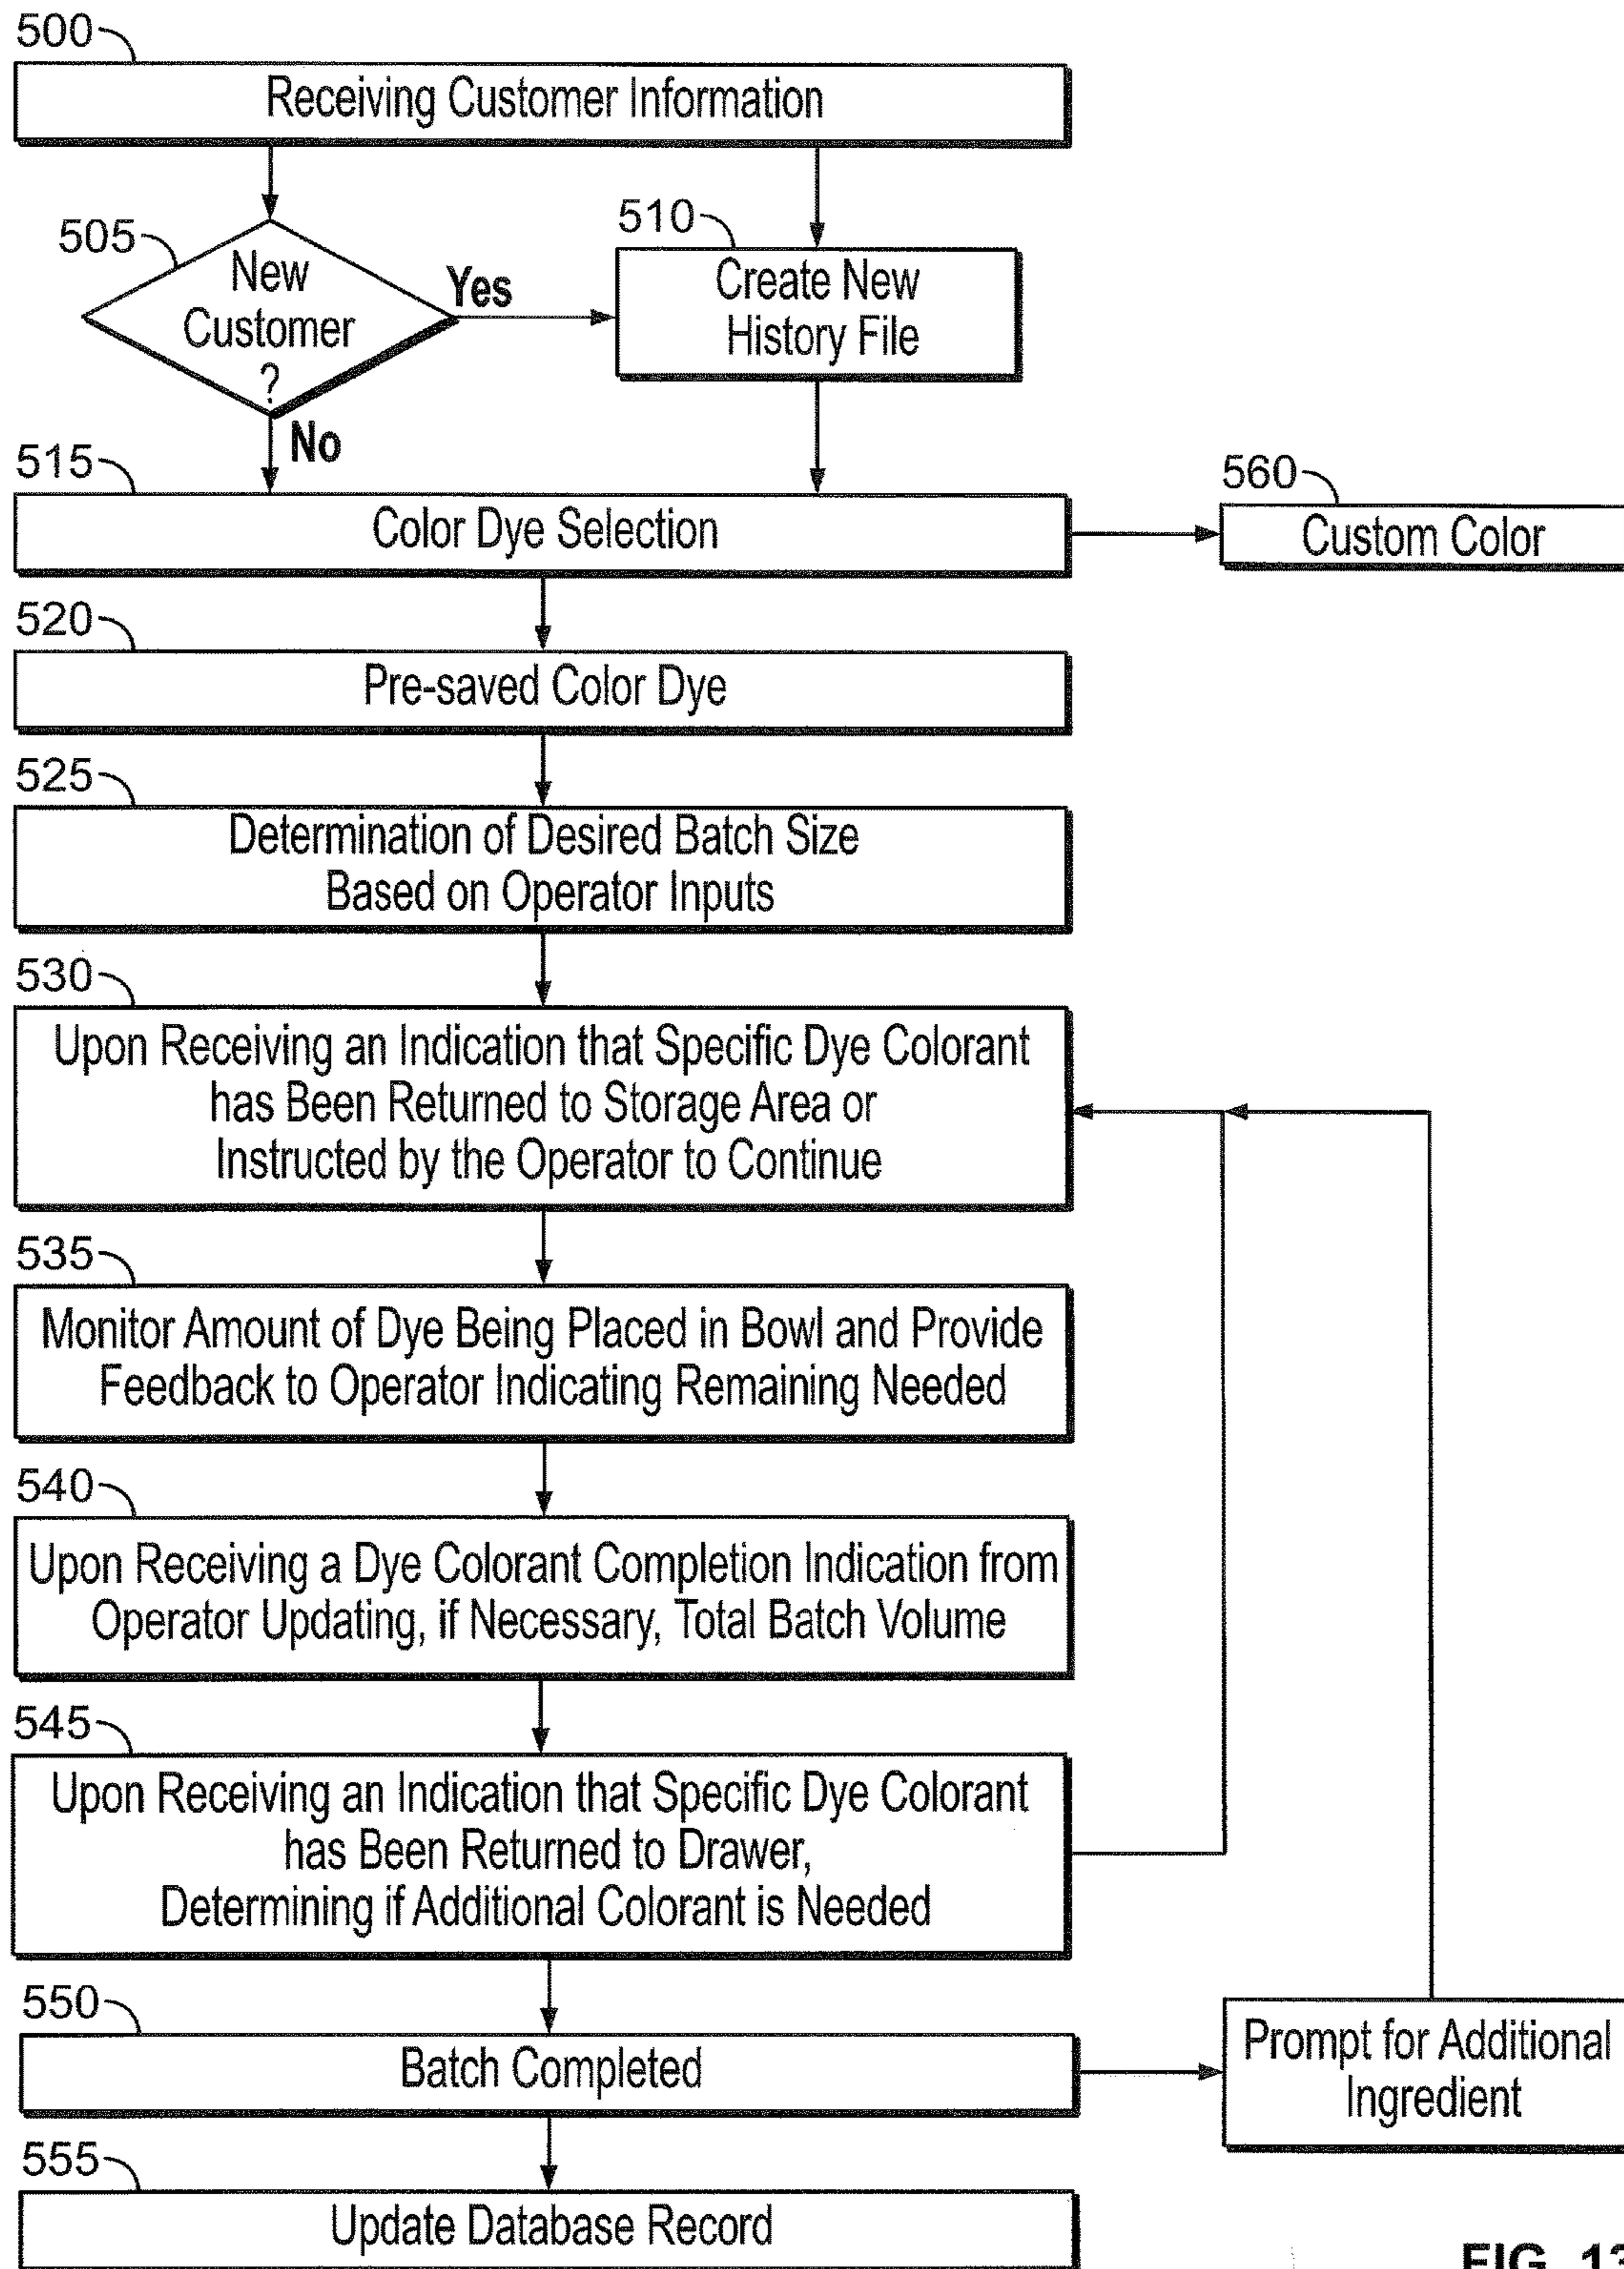 500
Receiving Customer Information
505
New
Customer
?
Yes
No
510
Create New
History File
515
Color Dye Selection
560
Custom Color
520
Pre-saved Color Dye
525
Determination of Desired Batch Size
Based on Operator Inputs
530
Upon Receiving an Indication that Specific Dye Colorant
has Been Returned to Storage Area or
Instructed by the Operator to Continue
535
Monitor Amount of Dye Being Placed in Bowl and Provide
Feedback to Operator Indicating Remaining Needed
540
Upon Receiving a Dye Colorant Completion Indication from
Operator Updating, if Necessary, Total Batch Volume
545
Upon Receiving an Indication that Specific Dye Colorant
has Been Returned to Drawer,
Determining if Additional Colorant is Needed
550
Batch Completed
Prompt for Additional
Ingredient
555
Update Database Record
FIG. 13